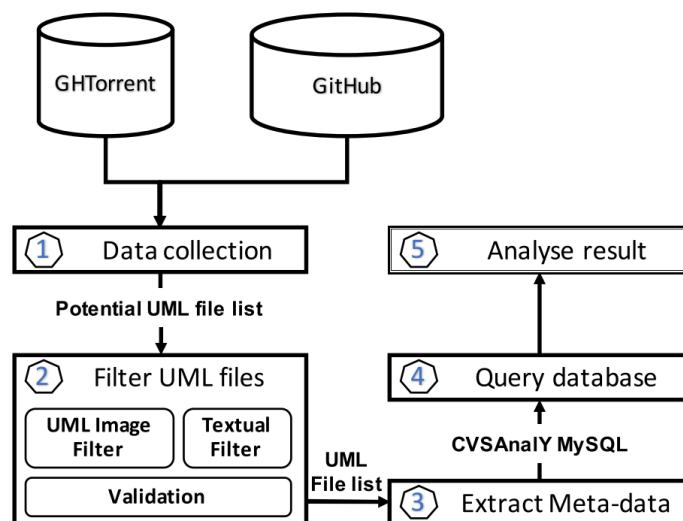 GHTorrent
GitHub
1 Data collection
5 Analyse result
Potential UML file list
2 Filter UML files
4 Query database
UML Image
Filter
Textual
Filter
Validation
UML
File list
CVSAnalY MySQL
3 Extract Meta-data